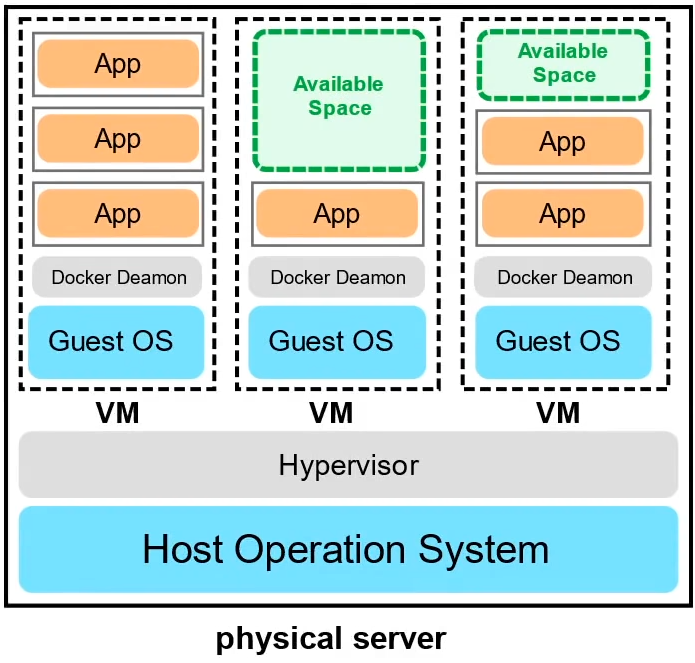 App
App
App
Docker Deamon
Guest OS
VM
Available
Space
App
Docker Deamon
Guest OS
VM
Available
Space
App
App
Docker Deamon
Guest OS
VM
Hypervisor
Host Operation System
physical server